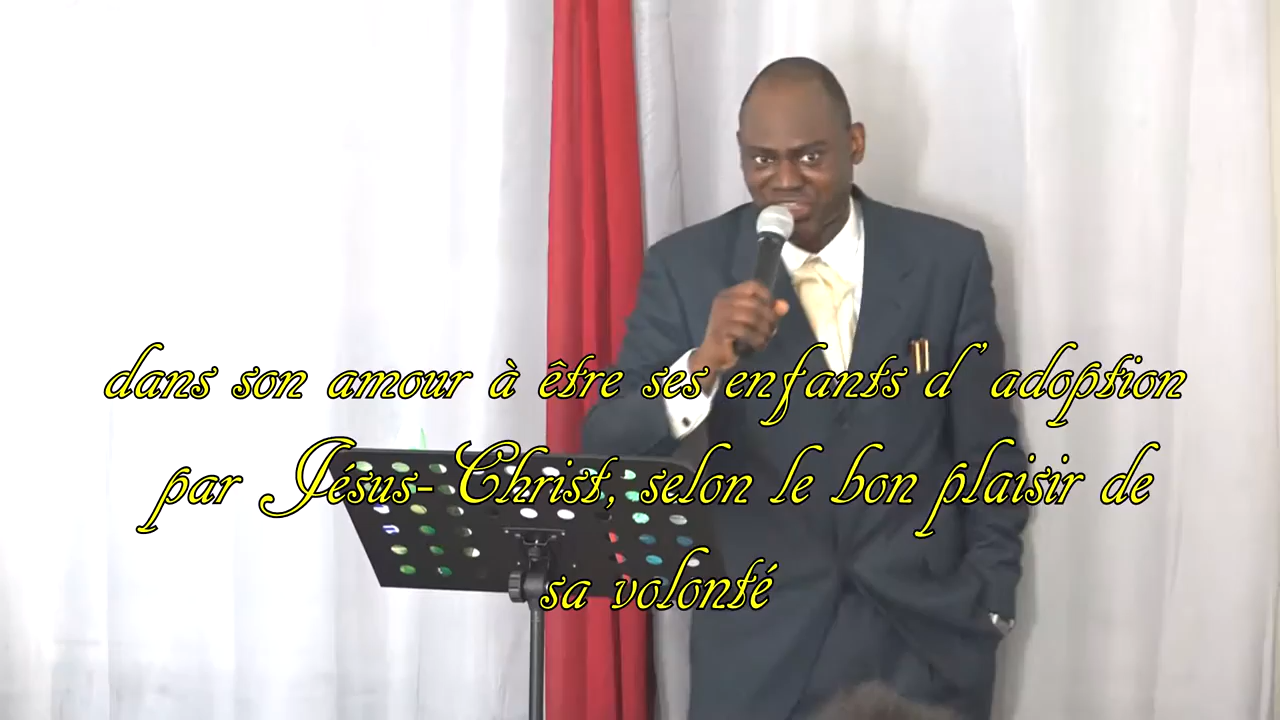 dans son amour à être ses enfants d' adoption
par Jésus-Christ, selon le bon plaisir de
sa volonté